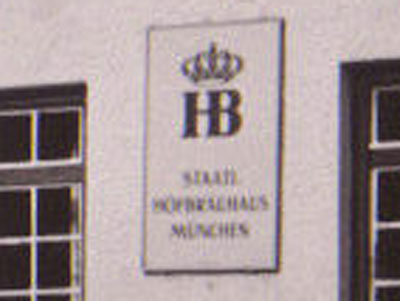 HB
STAATL.
HOFBRÄUHAUS
MÜNCHEN